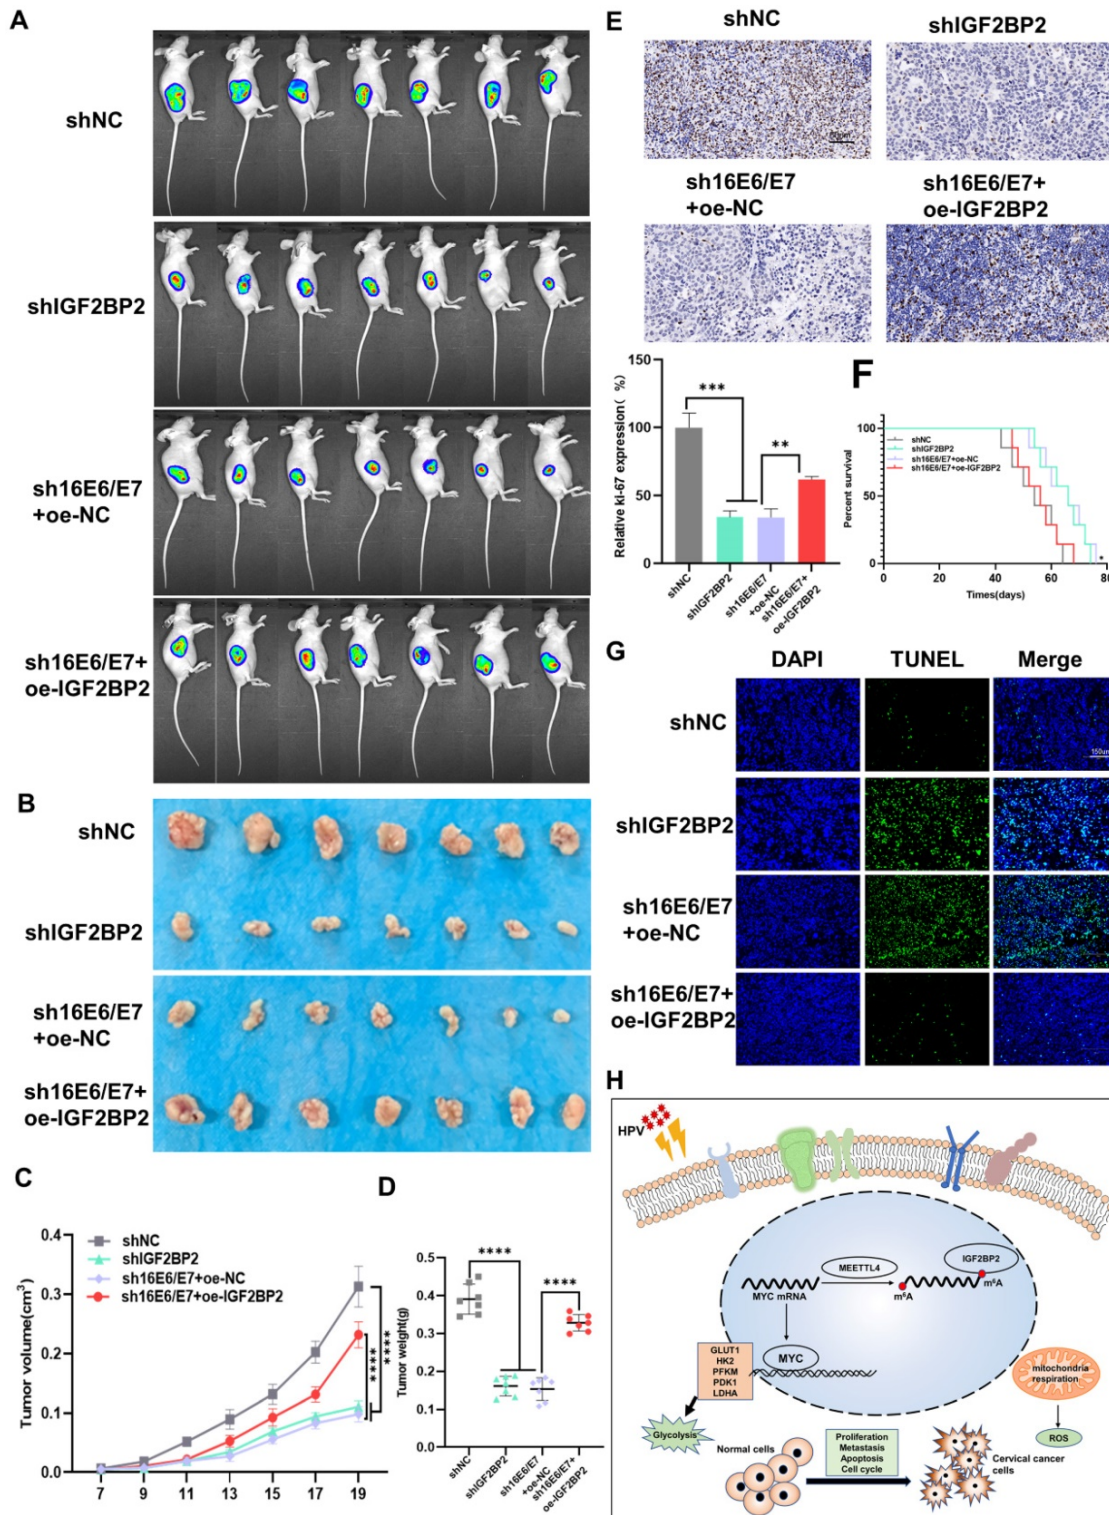 A
shNC
shIGF2BP2
sh16E6/E7
+oe-NC
sh16E6/E7+
oe-IGF2BP2
B
shNC
shIGF2BP2
sh16E6/E7
+oe-NC
sh16E6/E7+
oe-IGF2BP2
C
Tumor volume(cm³)
0.4
0.3
0.2
0.1
0.0
7
9
11
13
15
17
19
shNC
shIGF2BP2
sh16E6/E7+oe-NC
sh16E6/E7+oe-IGF2BP2
****
****
D
Tumor weight(g)
0.5
0.4
0.3
0.2
0.1
0.0
****
****
shNC
shIGF2BP2
sh16E6/E7
+oe-NC
sh16E6/E7+
oe-IGF2BP2
E
shNC
shIGF2BP2
sh16E6/E7
+oe-NC
sh16E6/E7+
oe-IGF2BP2
Relative ki-67 expression( %)
150
100
50
0
***
**
shNC
shIGF2BP2
sh16E6/E7
+oe-NC
sh16E6/E7+
oe-IGF2BP2
F
Percent survival
100
50
0
shNC
shIGF2BP2
sh16E6/E7+oe-NC
sh16E6/E7+oe-IGF2BP2
*
0
20
40
60
80
Times(days)
G
DAPI
TUNEL
Merge
shNC
150um
shIGF2BP2
sh16E6/E7
+oe-NC
sh16E6/E7+
oe-IGF2BP2
H
HPV
MEETTL4
IGF2BP2
MYC mRNA
m⁶A
m⁶A
MYC
GLUT1
HK2
PFKM
PDK1
LDHA
mitochondria
respiration
Glycolysis
ROS
Normal cells
Proliferation
Metastasis
Apoptosis
Cell cycle
Cervical cancer
cells